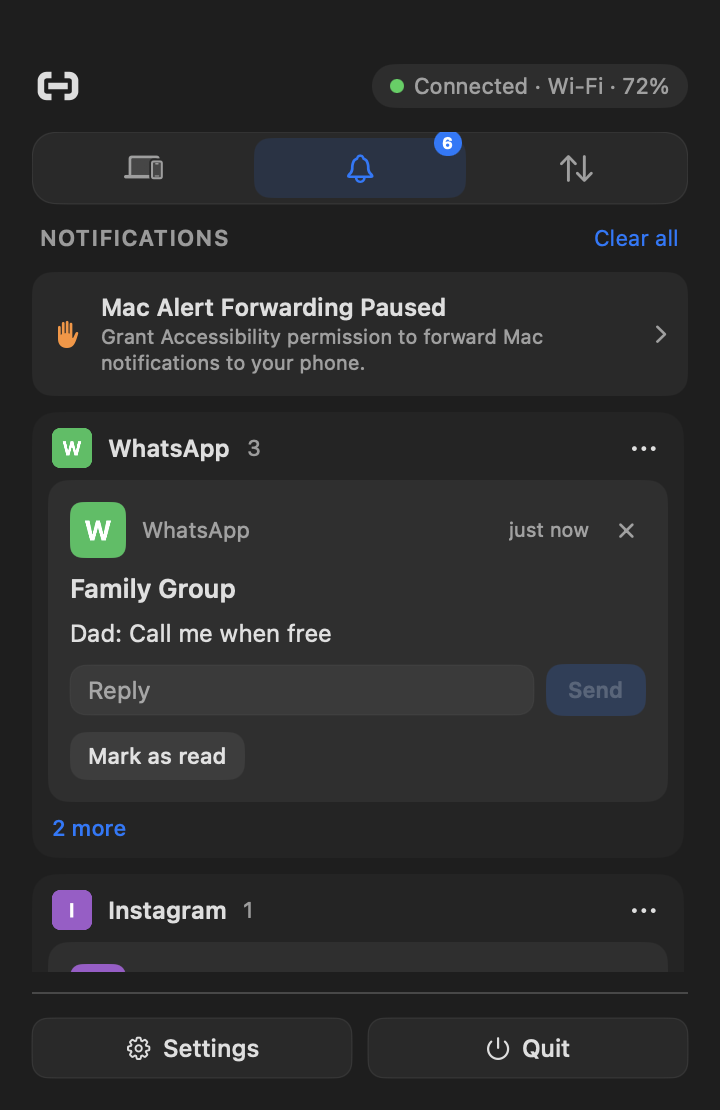 Connected · Wi-Fi · 72%
6
NOTIFICATIONS
Clear all
Mac Alert Forwarding Paused
Grant Accessibility permission to forward Mac
notifications to your phone.
W WhatsApp 3
W WhatsApp just now
Family Group
Dad: Call me when free
Reply Send
Mark as read
2 more
I Instagram 1
Settings Quit